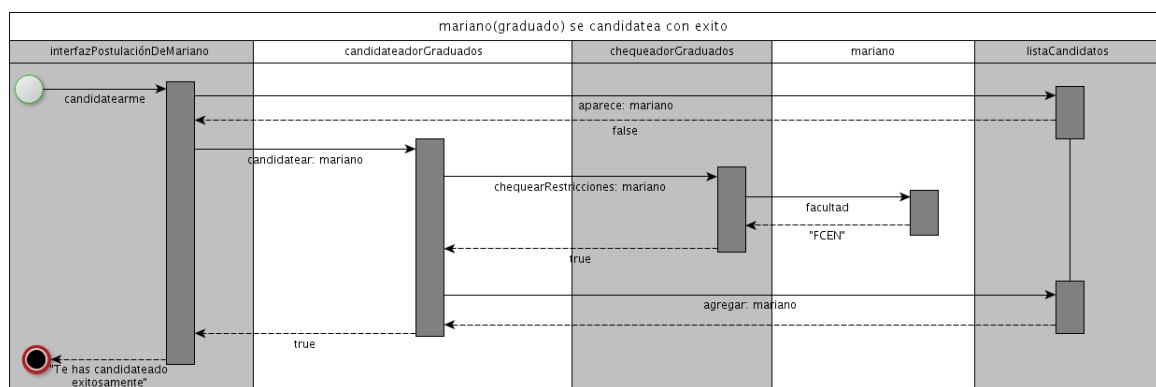 mariano(graduado) se candidatea con exito
interfazPostulaciónDeMariano
candidateadorGraduados
chequeadorGraduados
mariano
listaCandidatos
candidatearme
aparece: mariano
false
candidatear: mariano
chequearRestricciones: mariano
facultad
"FCEN"
true
agregar: mariano
true
"Te has candidateado
exitosamente"